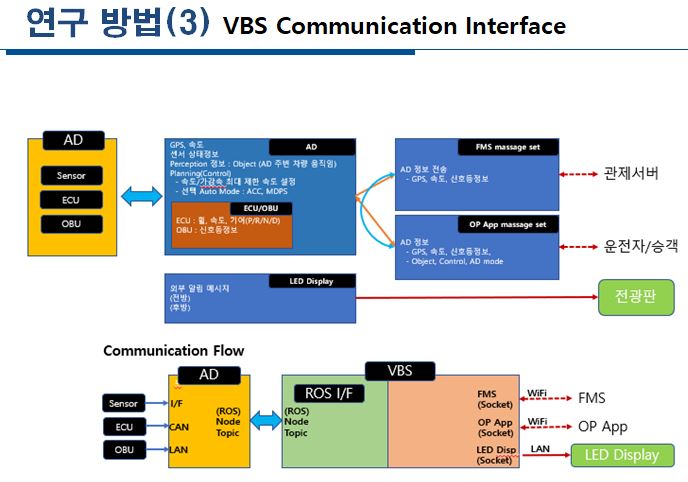 연구 방법(3) VBS Communication Interface
AD
Sensor
ECU
OBU
AD
GPS, 속도
센서 상태정보
Perception 정보 : Object (AD 주변 차량 움직임)
Planning(Control)
- 속도/가감속 최대 제한 속도 설정
- 선택 Auto Mode : ACC, MDPS
ECU/OBU
ECU : 휠, 속도, 기어(P/R/N/D)
OBU : 신호등정보
FMS massage set
AD 정보 전송
- GPS, 속도, 신호등정보
관제서버
OP App massage set
AD 정보
- GPS, 속도, 신호등정보,
- Object, Control, AD mode
운전자/승객
LED Display
외부 알림 메시지
(전방)
(후방)
전광판
Communication Flow
AD
Sensor
ECU
OBU
I/F
CAN
LAN
(ROS)
Node
Topic
VBS
ROS I/F
(ROS)
Node
Topic
FMS
(Socket)
OP App
(Socket)
LED Disp
(Socket)
WiFi
FMS
WiFi
OP App
LAN
LED Display